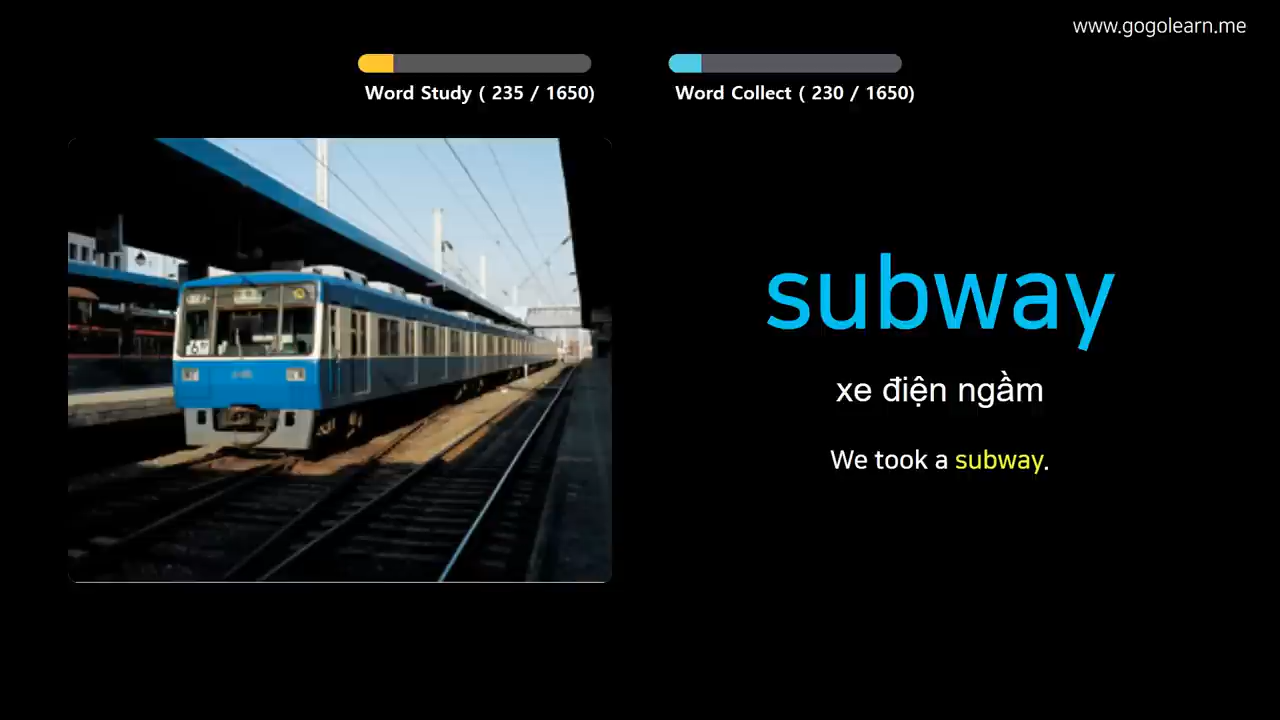 www.gogolearn.me
Word Study ( 235 / 1650)
Word Collect ( 230 / 1650)
subway
xe điện ngầm
We took a subway.